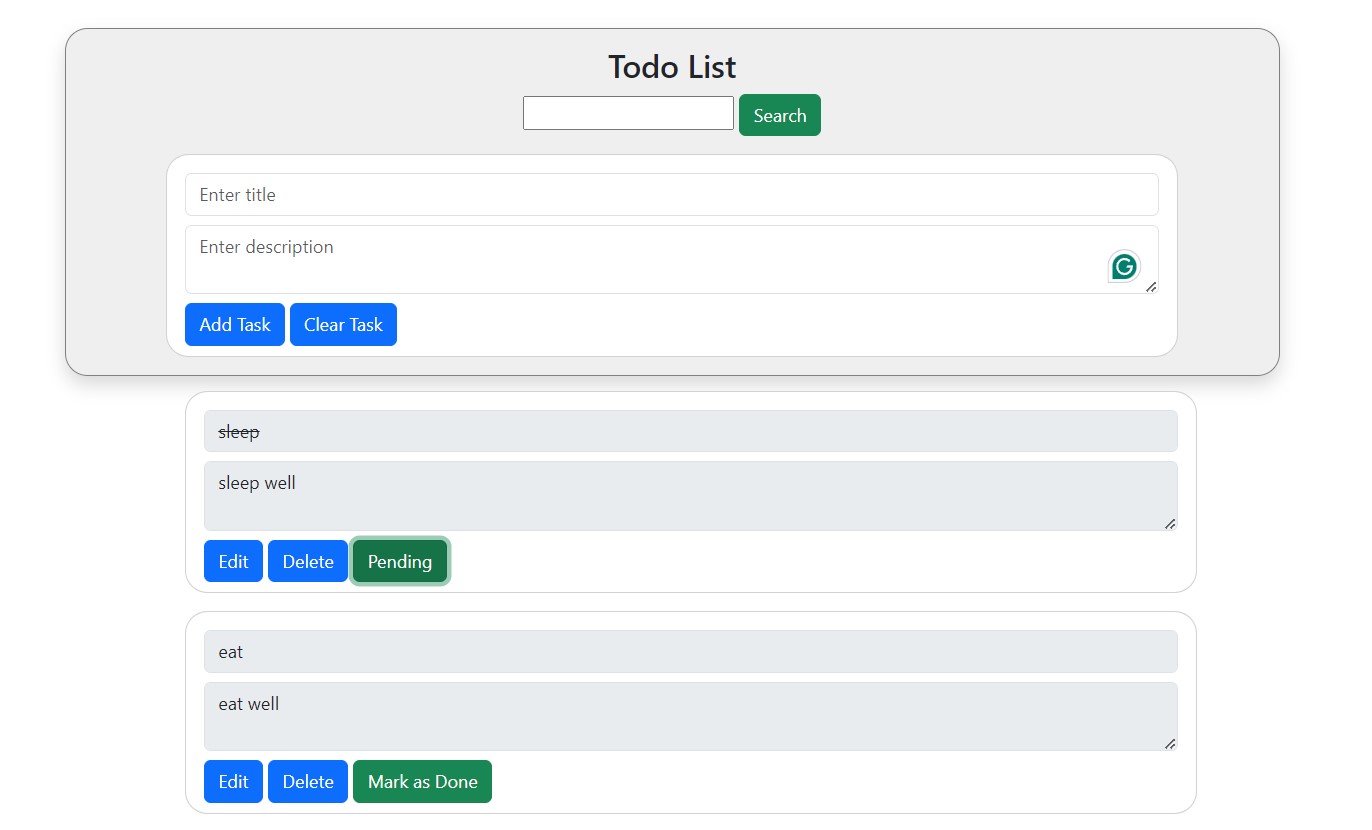 Todo List
Search
Enter title
Enter description
G
Add Task Clear Task
sleep
sleep well
Edit Delete Pending
eat
eat well
Edit Delete Mark as Done